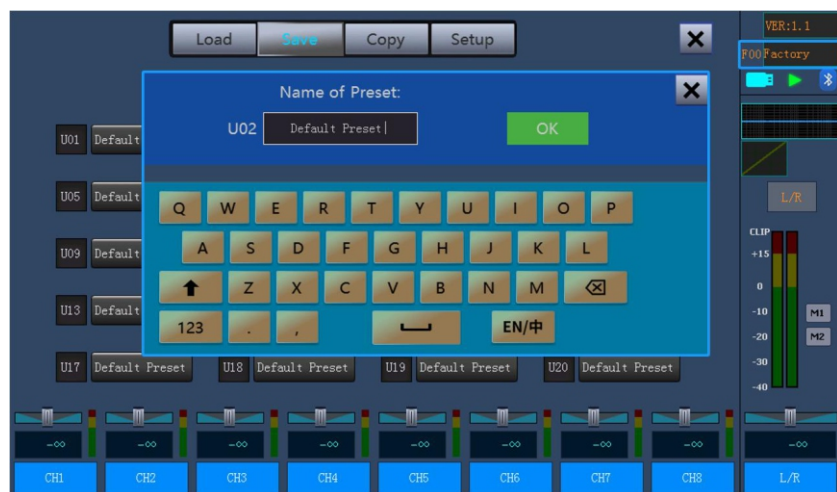 Load Save Copy Setup
VER:1.1
F00 Factory
Name of Preset:
U02 Default Preset
OK
U01 Default
U05 Default
U09 Default
U13 Default
Q W E R T Y U I O P
A S D F G H J K L
Z X C V B N M
123 . , EN/中
U17 Default Preset U18 Default Preset U19 Default Preset U20 Default Preset
L/R
CLIP
+15
0
-10 M1
-20 M2
-30
-40
-∞ -∞ -∞ -∞ -∞ -∞ -∞ -∞ -∞
CH1 CH2 CH3 CH4 CH5 CH6 CH7 CH8 L/R